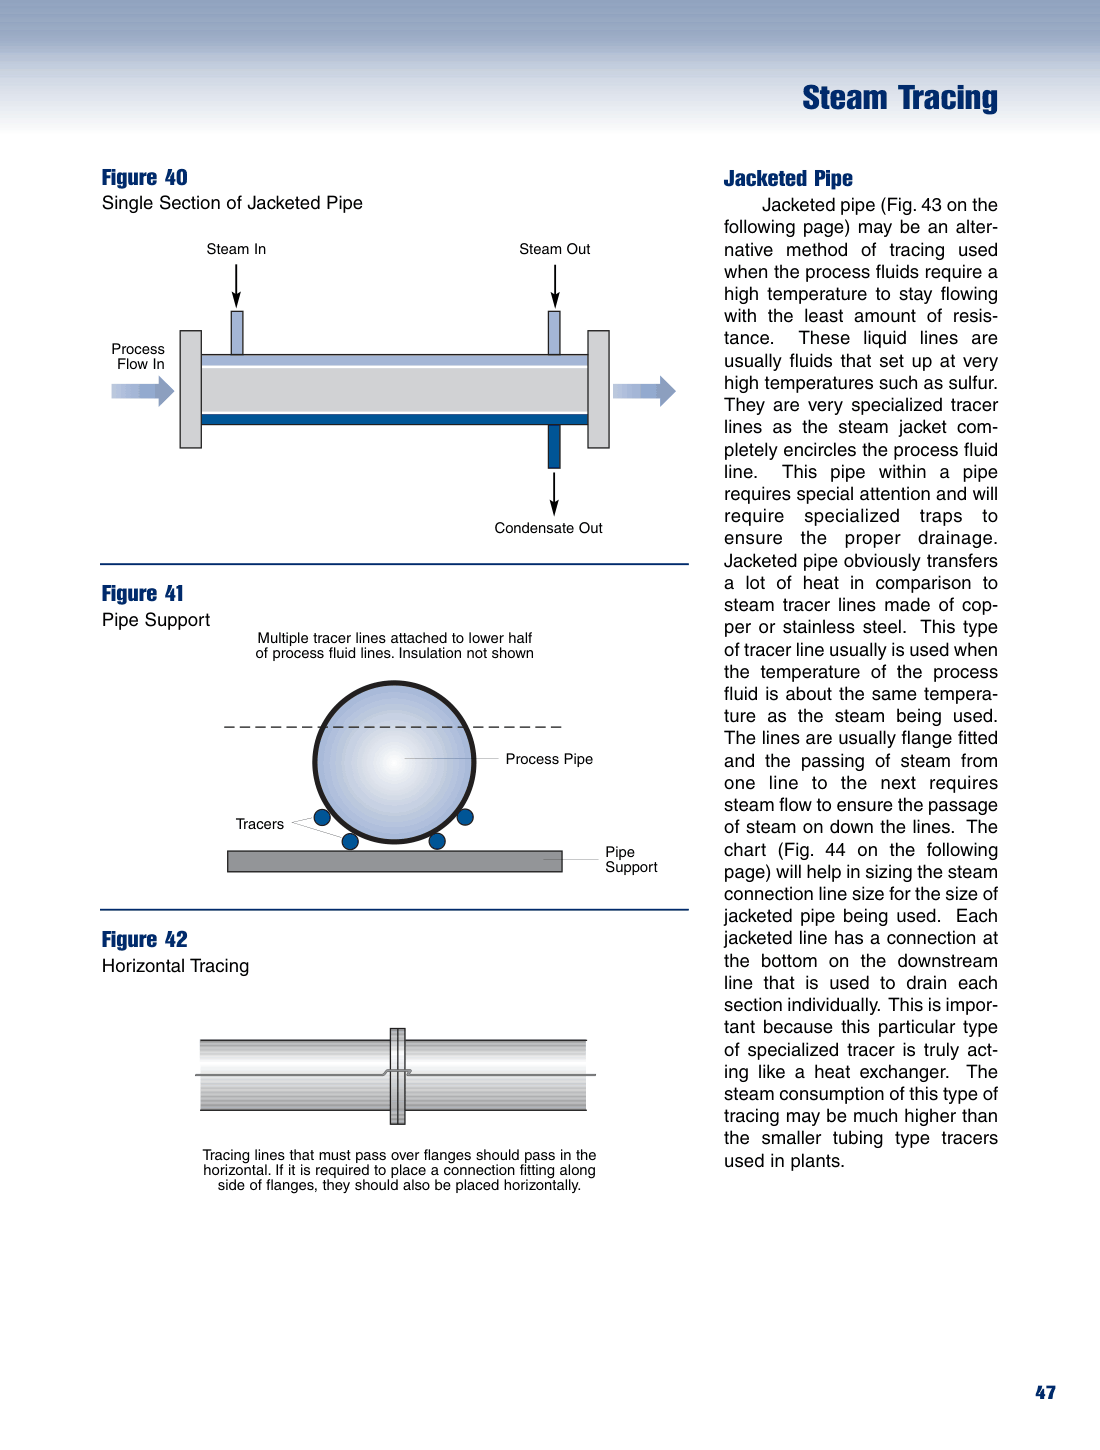 Steam Tracing
Figure 40
Single Section of Jacketed Pipe
Steam In
Steam Out
Process
Flow In
Condensate Out
Figure 41
Pipe Support
Multiple tracer lines attached to lower half
of process fluid lines. Insulation not shown
Process Pipe
Tracers
Pipe
Support
Figure 42
Horizontal Tracing
Tracing lines that must pass over flanges should pass in the
horizontal. If it is required to place a connection fitting along
side of flanges, they should also be placed horizontally.
Jacketed Pipe
Jacketed pipe (Fig. 43 on the
following page) may be an alter-
native method of tracing used
when the process fluids require a
high temperature to stay flowing
with the least amount of resis-
tance. These liquid lines are
usually fluids that set up at very
high temperatures such as sulfur.
They are very specialized tracer
lines as the steam jacket com-
pletely encircles the process fluid
line. This pipe within a pipe
requires special attention and will
require specialized traps to
ensure the proper drainage.
Jacketed pipe obviously transfers
a lot of heat in comparison to
steam tracer lines made of cop-
per or stainless steel. This type
of tracer line usually is used when
the temperature of the process
fluid is about the same tempera-
ture as the steam being used.
The lines are usually flange fitted
and the passing of steam from
one line to the next requires
steam flow to ensure the passage
of steam on down the lines. The
chart (Fig. 44 on the following
page) will help in sizing the steam
connection line size for the size of
jacketed pipe being used. Each
jacketed line has a connection at
the bottom on the downstream
line that is used to drain each
section individually. This is impor-
tant because this particular type
of specialized tracer is truly act-
ing like a heat exchanger. The
steam consumption of this type of
tracing may be much higher than
the smaller tubing type tracers
used in plants.
47